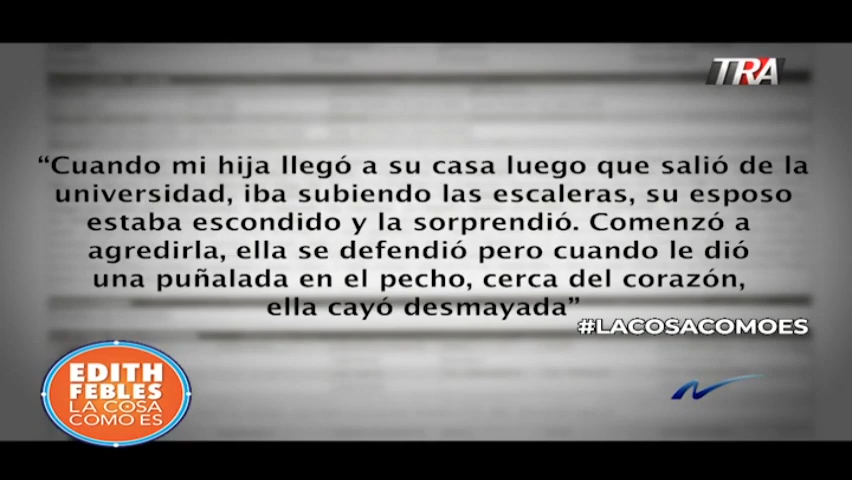 TRA
“Cuando mi hija llegó a su casa luego que salió de la
universidad, iba subiendo las escaleras, su esposo
estaba escondido y la sorprendió. Comenzó a
agredirla, ella se defendió pero cuando le dió
una puñalada en el pecho, cerca del corazón,
ella cayó desmayada”
#LACOSACOMOES
EDITH
FEBLES
LA COSA
COMO ES